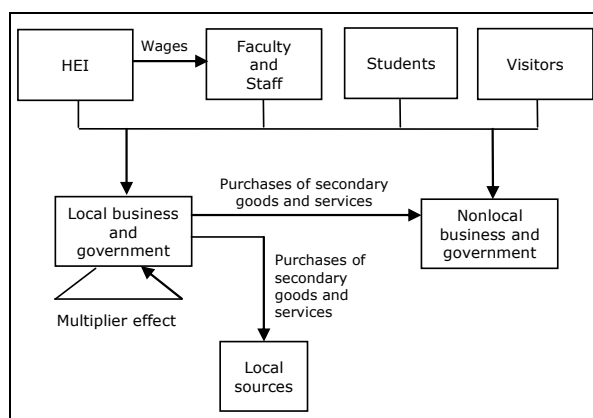 HEI
Wages
Faculty
and
Staff
Students
Visitors
Purchases of secondary
goods and services
Local business
and
government
Nonlocal
business and
government
Purchases of
secondary
goods and
services
Multiplier effect
Local
sources